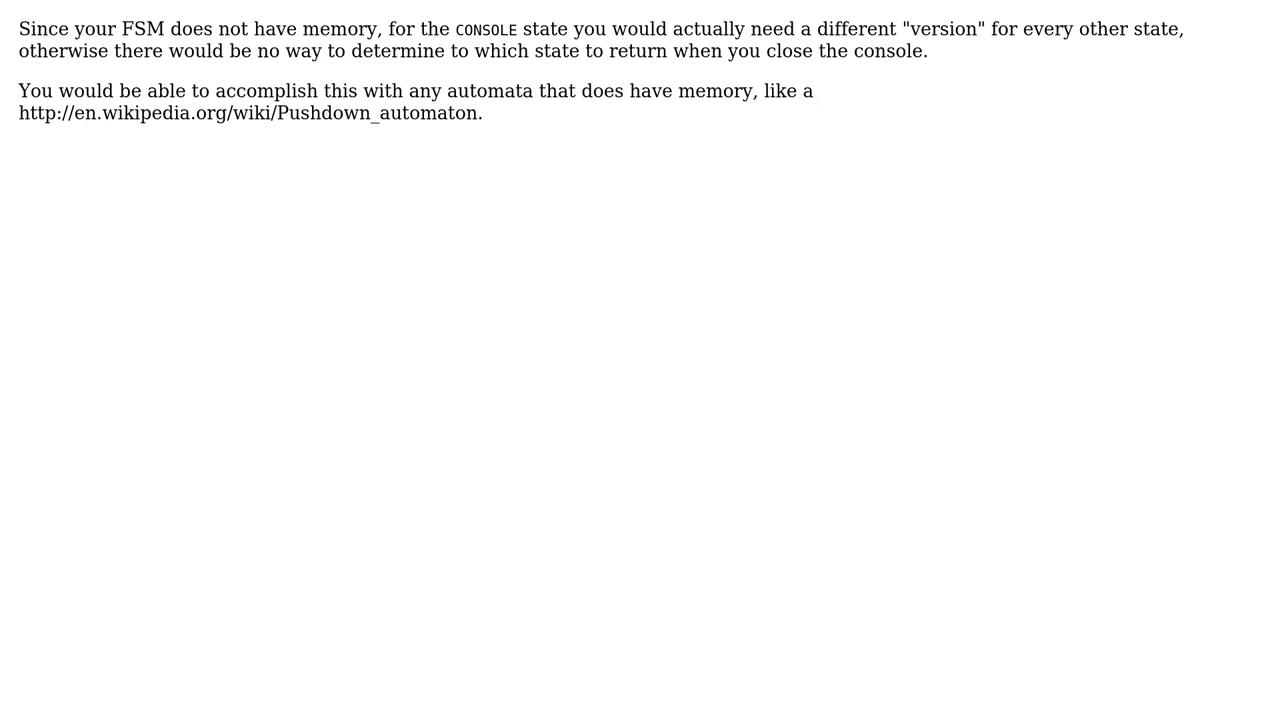 Since your FSM does not have memory, for the CONSOLE state you would actually need a different "version" for every other state,
otherwise there would be no way to determine to which state to return when you close the console.
You would be able to accomplish this with any automata that does have memory, like a
http://en.wikipedia.org/wiki/Pushdown_automaton.